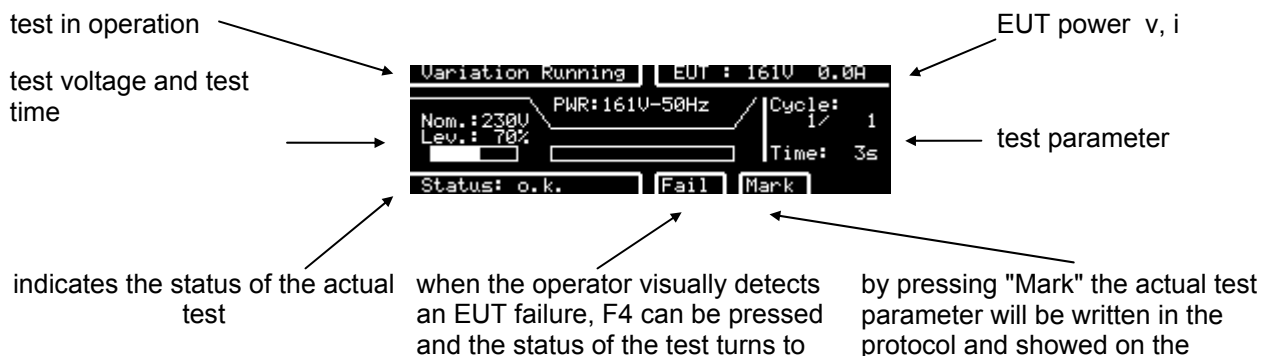 test in operation
EUT power v, i
test voltage and test
time
Variation Running
EUT : 161V 0.0A
PWR:161V-50Hz
Nom.:230V
Lev.: 70%
Cycle:
1/ 1
Time: 3s
test parameter
Status: o.k.
Fail
Mark
indicates the status of the actual
test
when the operator visually detects
an EUT failure, F4 can be pressed
and the status of the test turns to
by pressing "Mark" the actual test
parameter will be written in the
protocol and showed on the